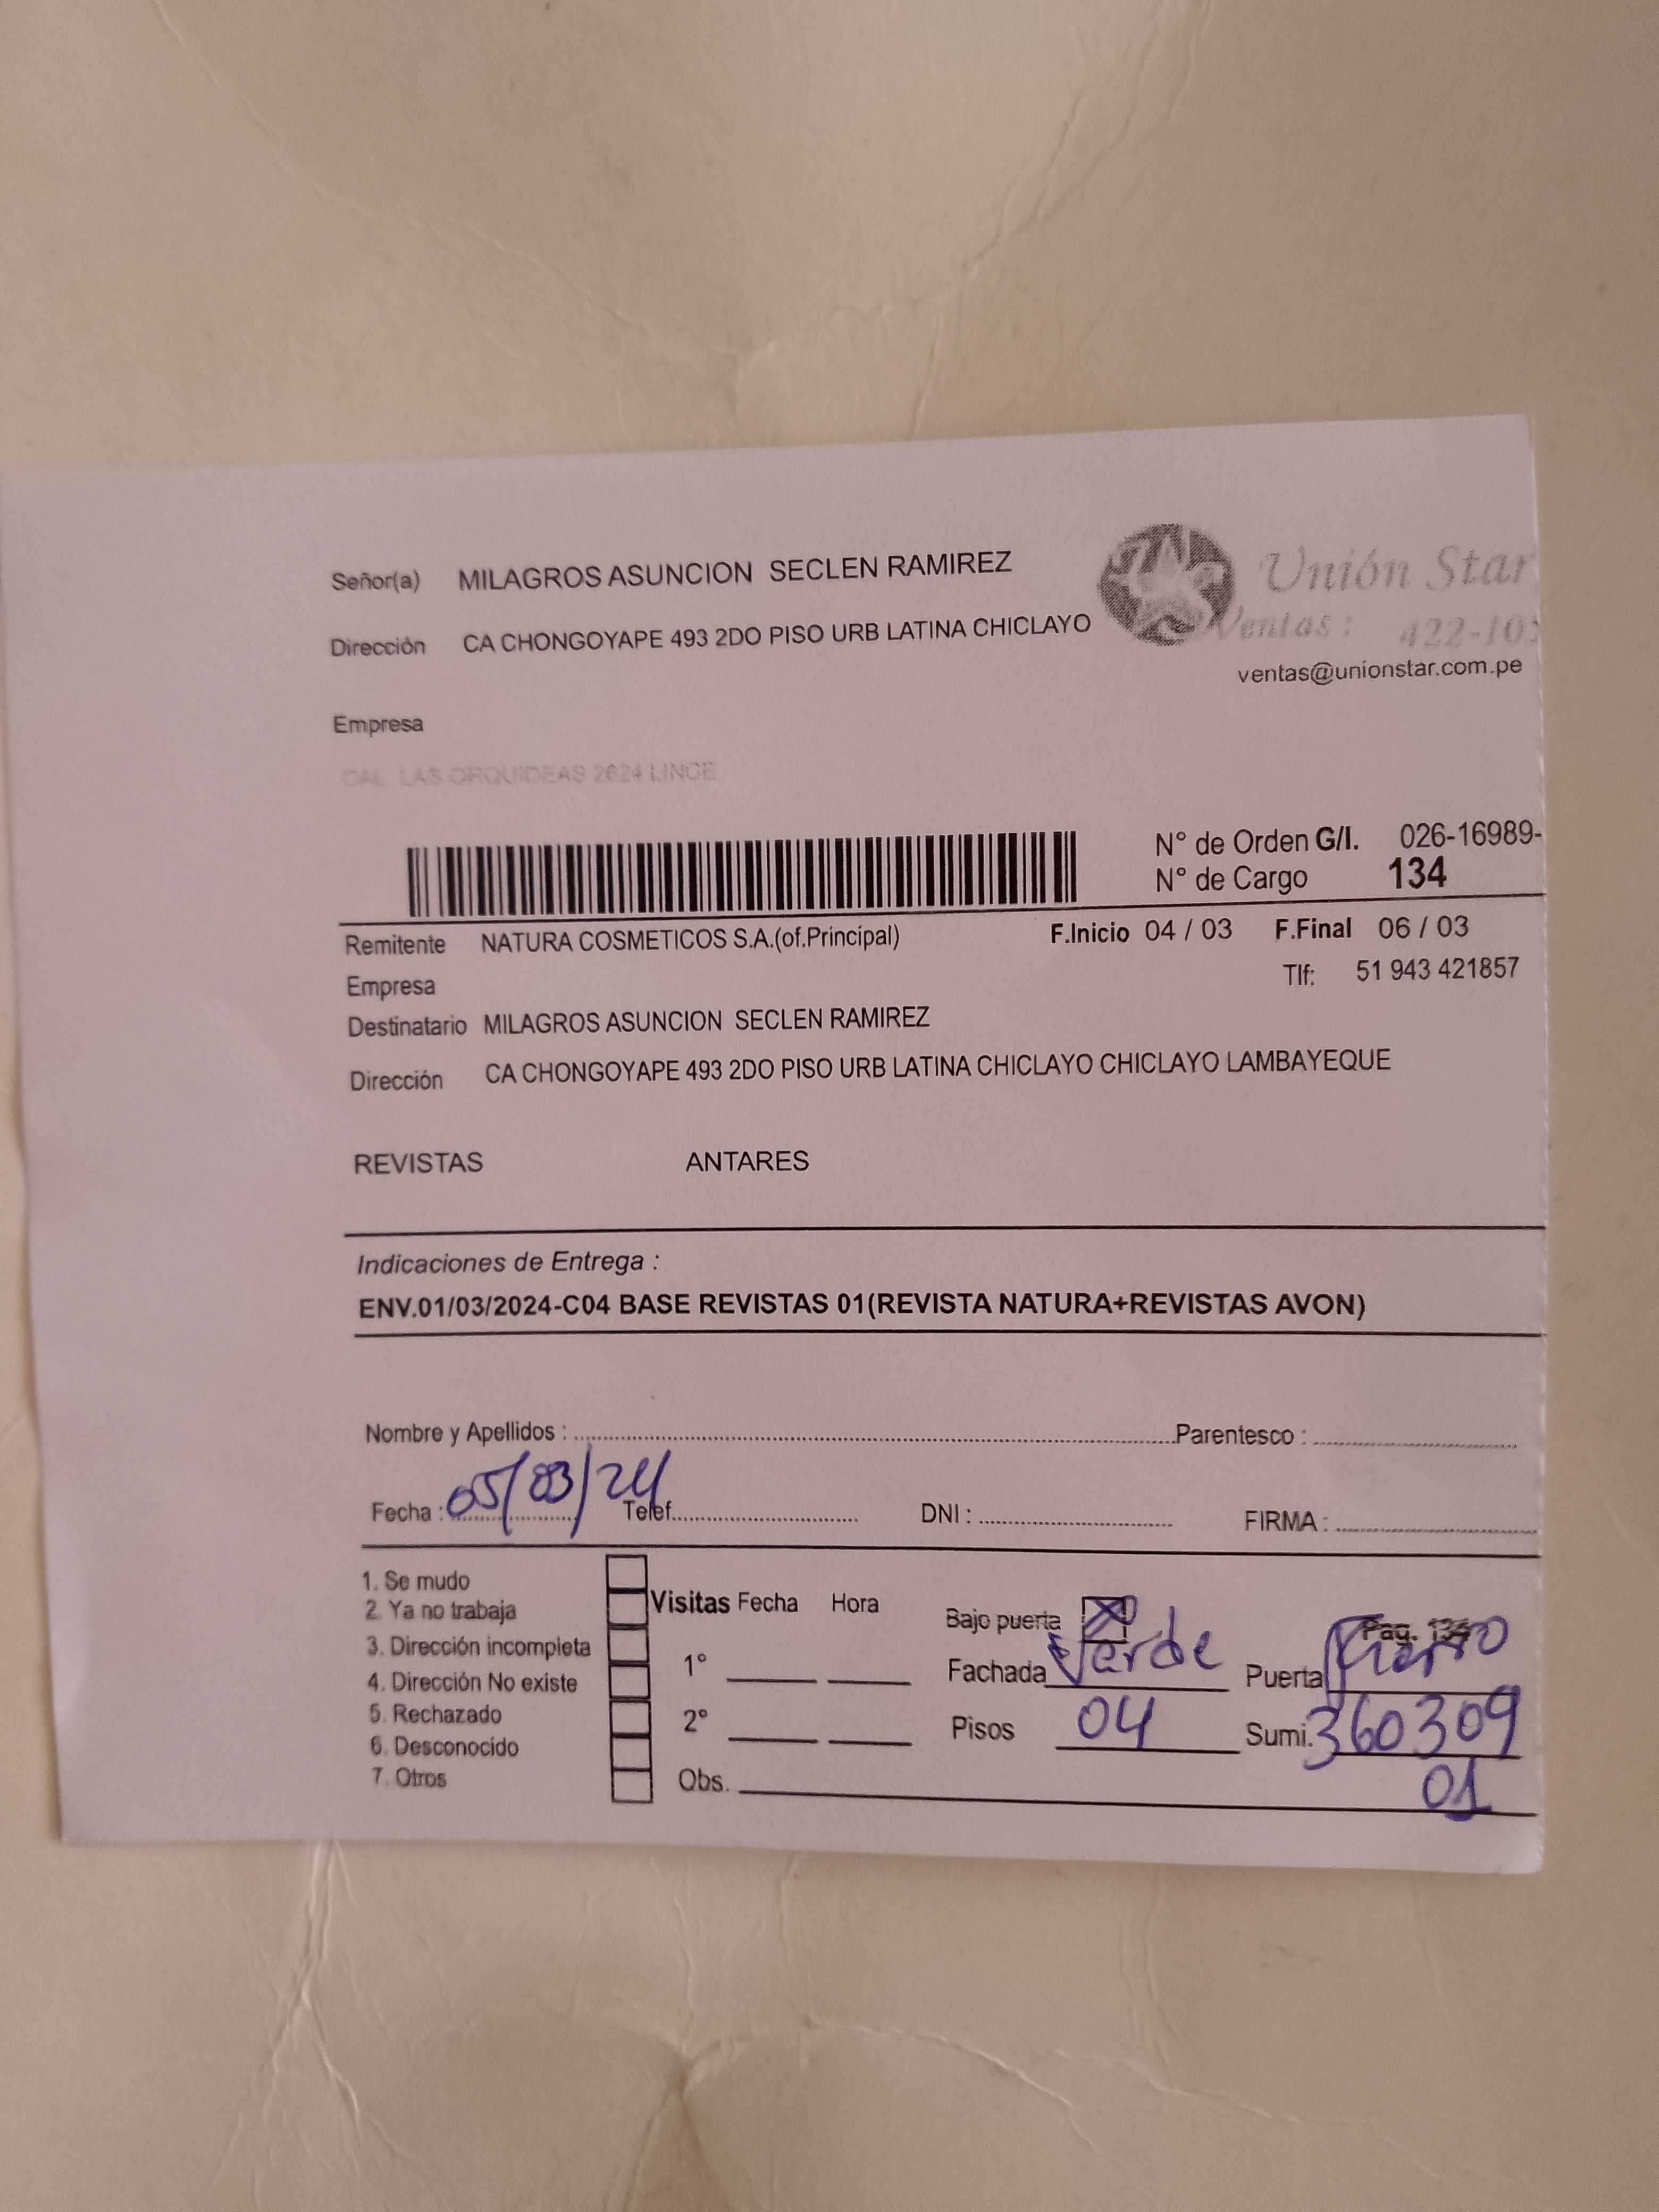 Señor(a) MILAGROS ASUNCION SECLEN RAMIREZ
Unión Star
Dirección CA CHONGOYAPE 493 2DO PISO URB LATINA CHICLAYO
Ventas: 422-10
ventas@unionstar.com.pe
Empresa
CAL LAS ORQUIDEAS 2624 LINCE
N° de Orden G/I. 026-16989-
N° de Cargo 134
Remitente NATURA COSMETICOS S.A.(of.Principal) F.Inicio 04 / 03 F.Final 06 / 03
Empresa Tlf: 51 943 421857
Destinatario MILAGROS ASUNCION SECLEN RAMIREZ
Dirección CA CHONGOYAPE 493 2DO PISO URB LATINA CHICLAYO CHICLAYO LAMBAYEQUE
REVISTAS ANTARES
Indicaciones de Entrega :
ENV.01/03/2024-C04 BASE REVISTAS 01(REVISTA NATURA+REVISTAS AVON)
Nombre y Apellidos : Parentesco :
Fecha : 05/03/24 Telef. DNI : FIRMA :
1. Se mudo
2. Ya no trabaja
3. Dirección incompleta
4. Dirección No existe
5. Rechazado
6. Desconocido
7. Otros
Visitas Fecha Hora
1°
2°
Obs.
Bajo puerta Pag. 134
Fachada Verde Puerta Fierro
Pisos 04 Sumi. 360309
01